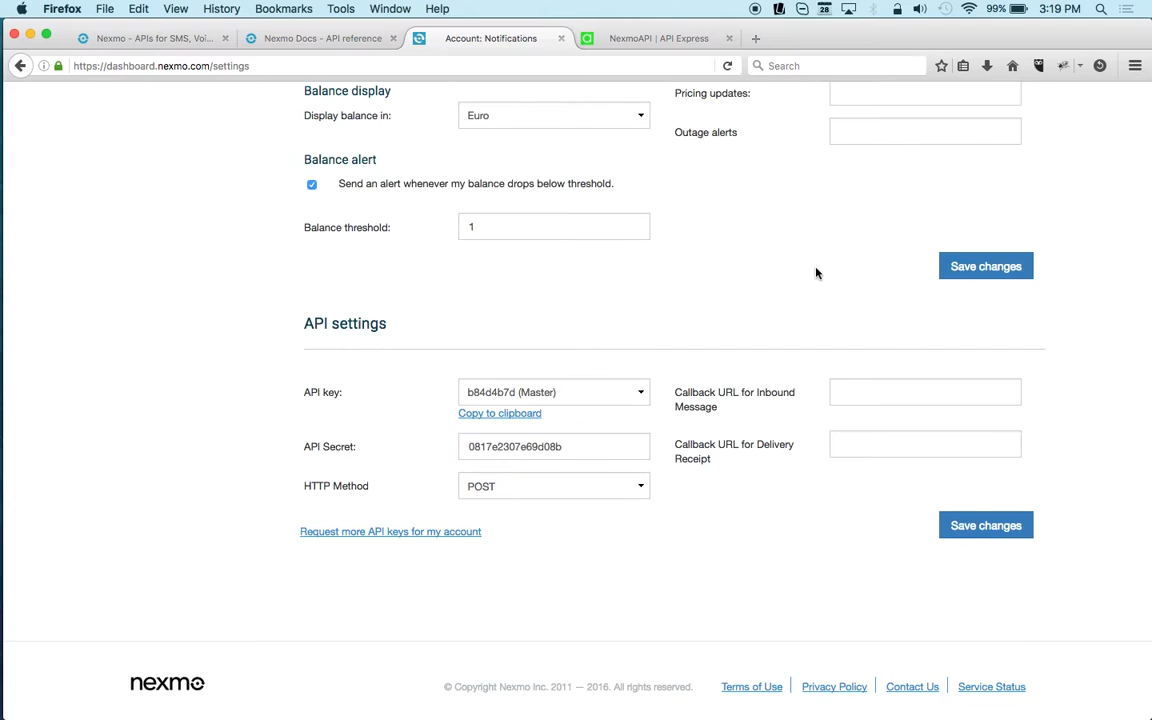 Firefox File Edit View History Bookmarks Tools Window Help 28 99% 3:19 PM
Nexmo - APIs for SMS, Voi... Nexmo Docs - API reference Account: Notifications NexmoAPI | API Express
https://dashboard.nexmo.com/settings Search
Balance display
Pricing updates:
Display balance in: Euro
Outage alerts
Balance alert
Send an alert whenever my balance drops below threshold.
Balance threshold: 1
Save changes
API settings
API key: b84d4b7d (Master)
Copy to clipboard
Callback URL for Inbound
Message
API Secret: 0817e2307e69d08b
Callback URL for Delivery
Receipt
HTTP Method POST
Request more API keys for my account
Save changes
nexmo
© Copyright Nexmo Inc. 2011 — 2016. All rights reserved. Terms of Use Privacy Policy Contact Us Service Status